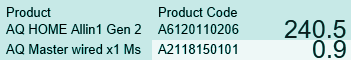 Product Product Code
AQ HOME Allin1 Gen 2 A6120110206 240.5
AQ Master wired x1 Ms A2118150101 0.9